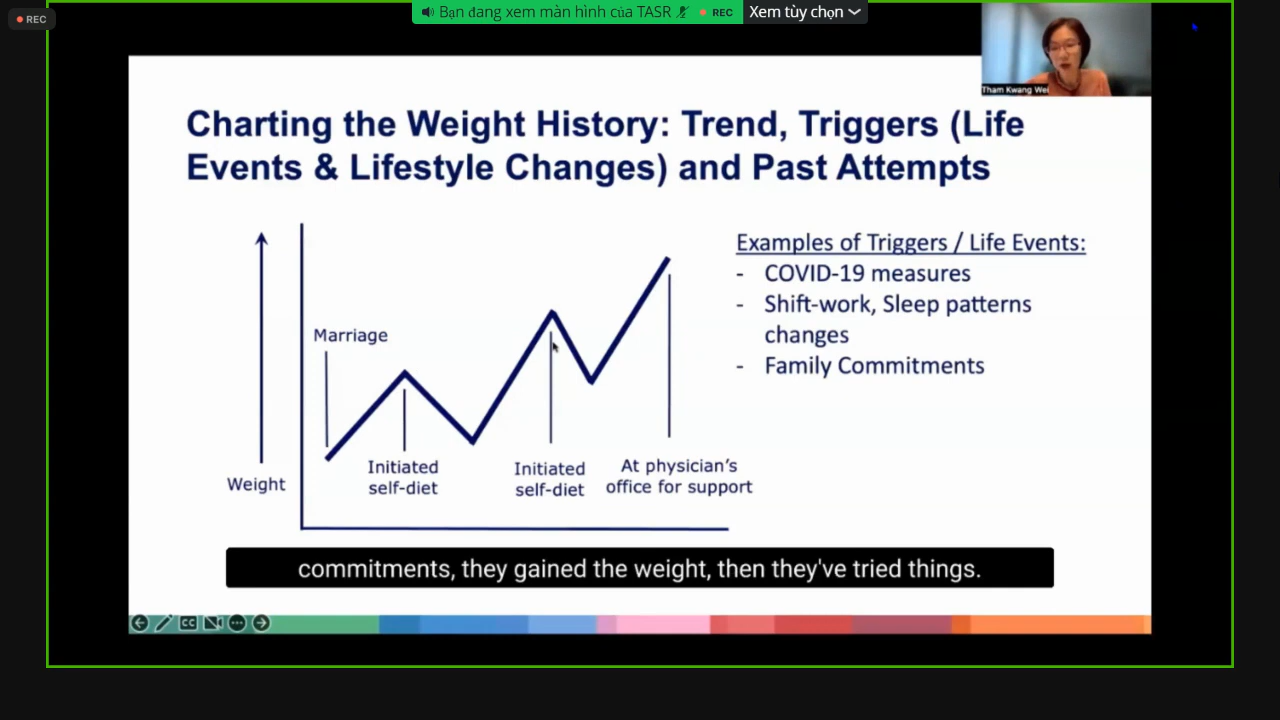 REC
Bạn đang xem màn hình của TASR
REC
Xem tùy chọn
Tham Kwang Wei
Charting the Weight History: Trend, Triggers (Life
Events & Lifestyle Changes) and Past Attempts
Examples of Triggers / Life Events:
- COVID-19 measures
- Shift-work, Sleep patterns
changes
- Family Commitments
Marriage
Weight
Initiated
self-diet
Initiated
self-diet
At physician's
office for support
commitments, they gained the weight, then they've tried things.
CC